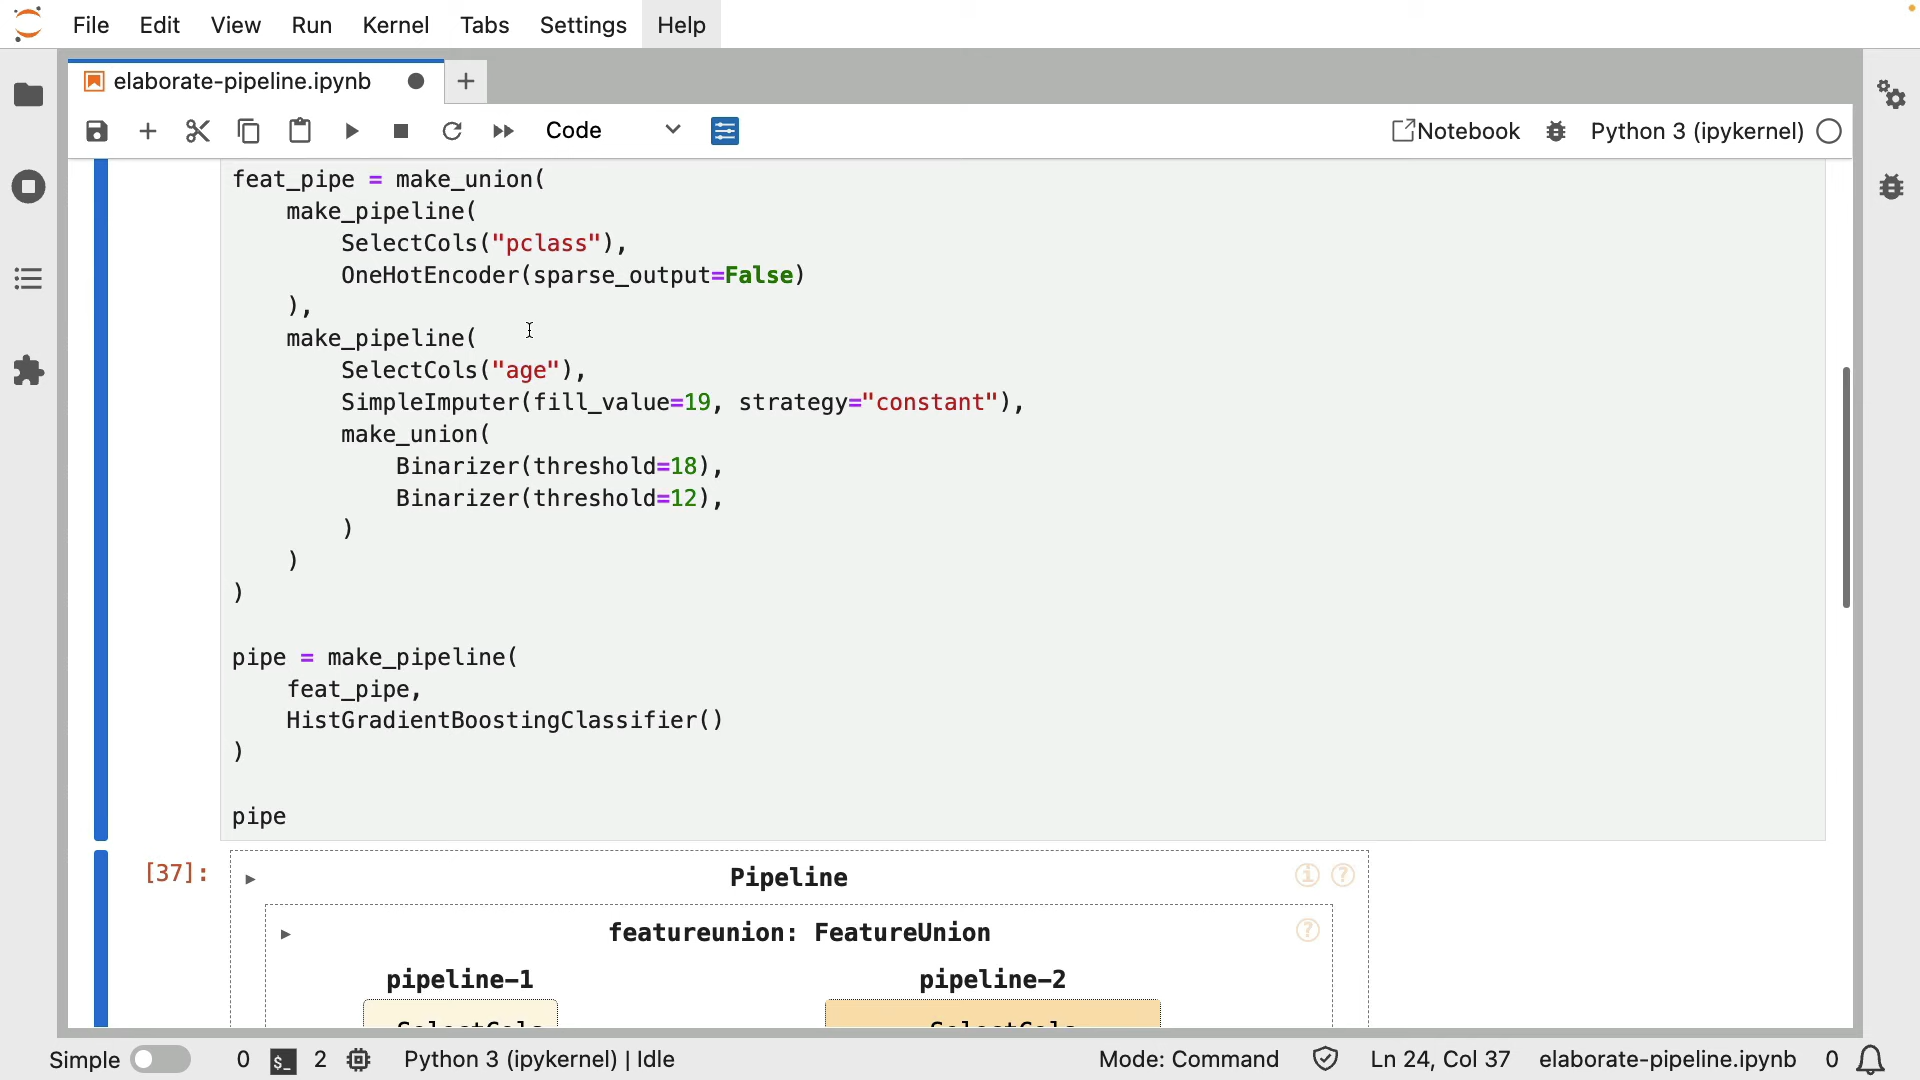 File Edit View Run Kernel Tabs Settings Help
elaborate-pipeline.ipynb
Code
Notebook
Python 3 (ipykernel)
feat_pipe = make_union(
    make_pipeline(
        SelectCols("pclass"),
        OneHotEncoder(sparse_output=False)
    ),
    make_pipeline(
        SelectCols("age"),
        SimpleImputer(fill_value=19, strategy="constant"),
        make_union(
            Binarizer(threshold=18),
            Binarizer(threshold=12),
        )
    )
)
pipe = make_pipeline(
    feat_pipe,
    HistGradientBoostingClassifier()
)
pipe
[37]:
Pipeline
featureunion: FeatureUnion
pipeline-1 pipeline-2
SelectCols SelectCols
Simple 0 $_ 2 Python 3 (ipykernel) | Idle Mode: Command Ln 24, Col 37 elaborate-pipeline.ipynb 0